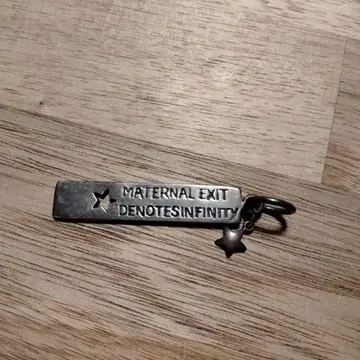 MATERNAL EXIT
DENOTESINFINITY